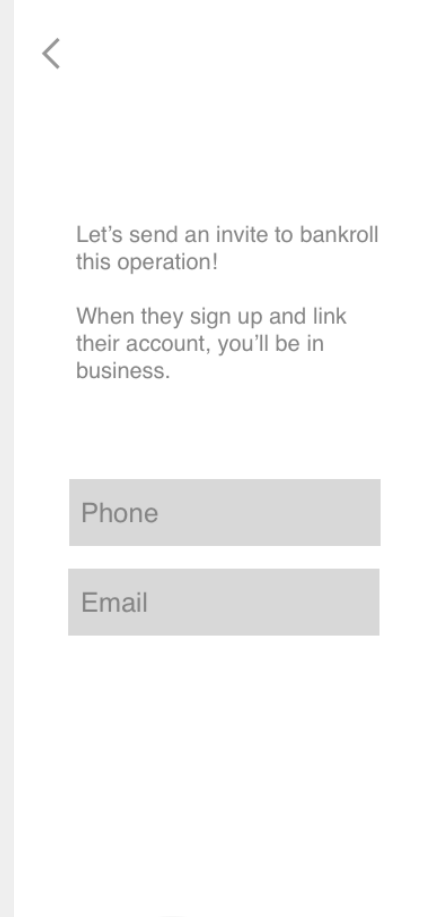 Let’s send an invite to bankroll
this operation!
When they sign up and link
their account, you’ll be in
business.
Phone
Email